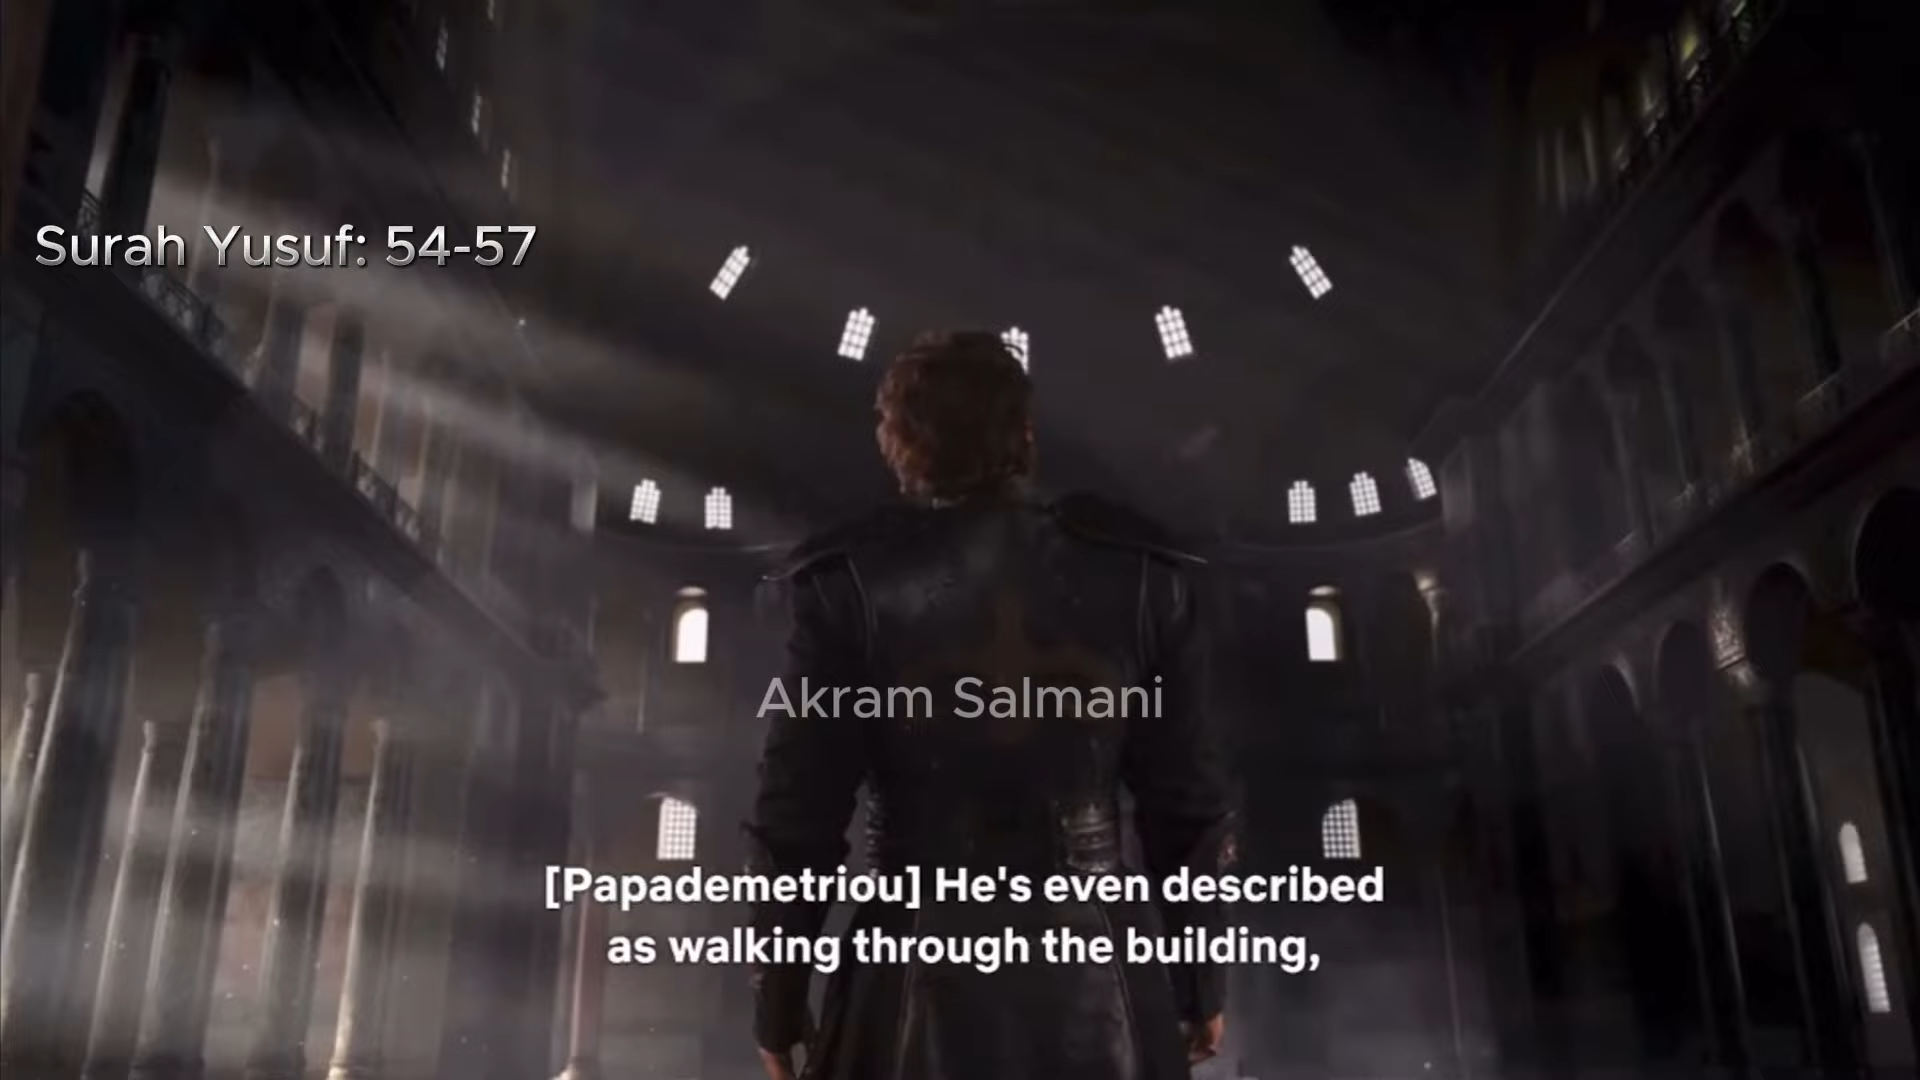 Surah Yusuf: 54-57
Akram Salmani
[Papademetriou] He's even described
as walking through the building,